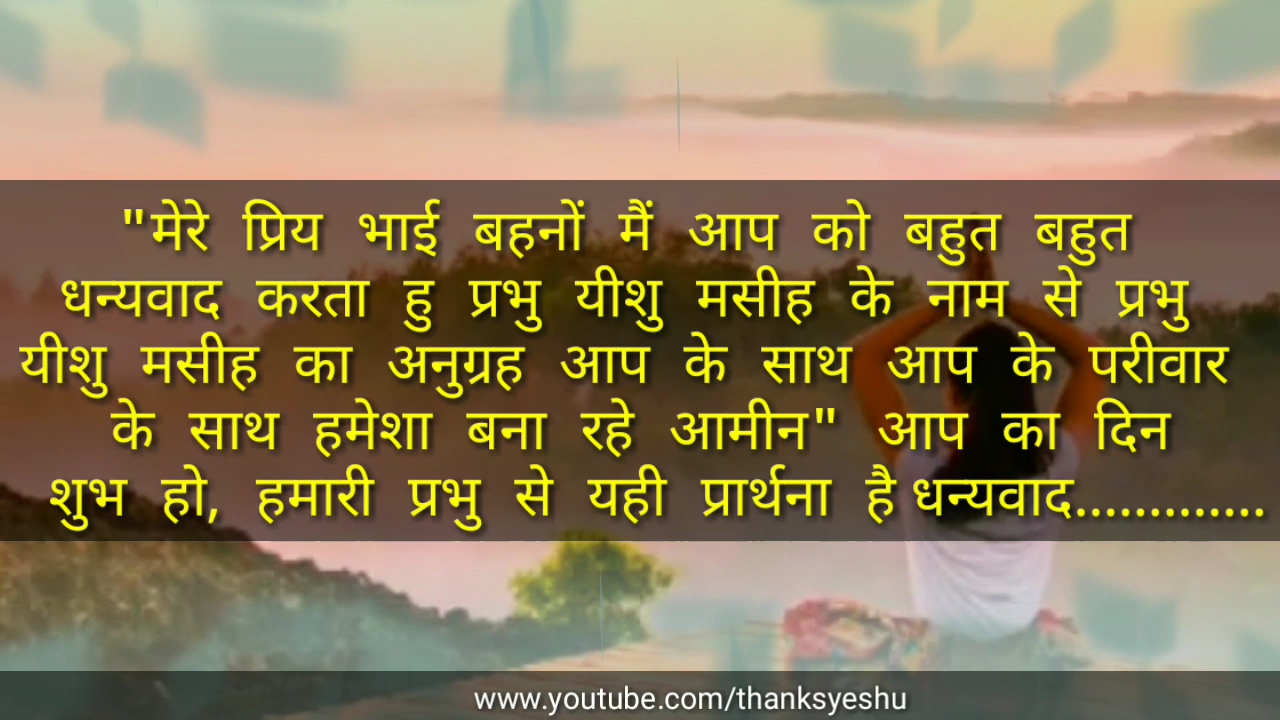 "मेरे प्रिय भाई बहनों मैं आप को बहुत बहुत
धन्यवाद करता हु प्रभु यीशु मसीह के नाम से प्रभु
यीशु मसीह का अनुग्रह आप के साथ आप के परीवार
के साथ हमेशा बना रहे आमीन" आप का दिन
शुभ हो, हमारी प्रभु से यही प्रार्थना है धन्यवाद.............
www.youtube.com/thanksyeshu